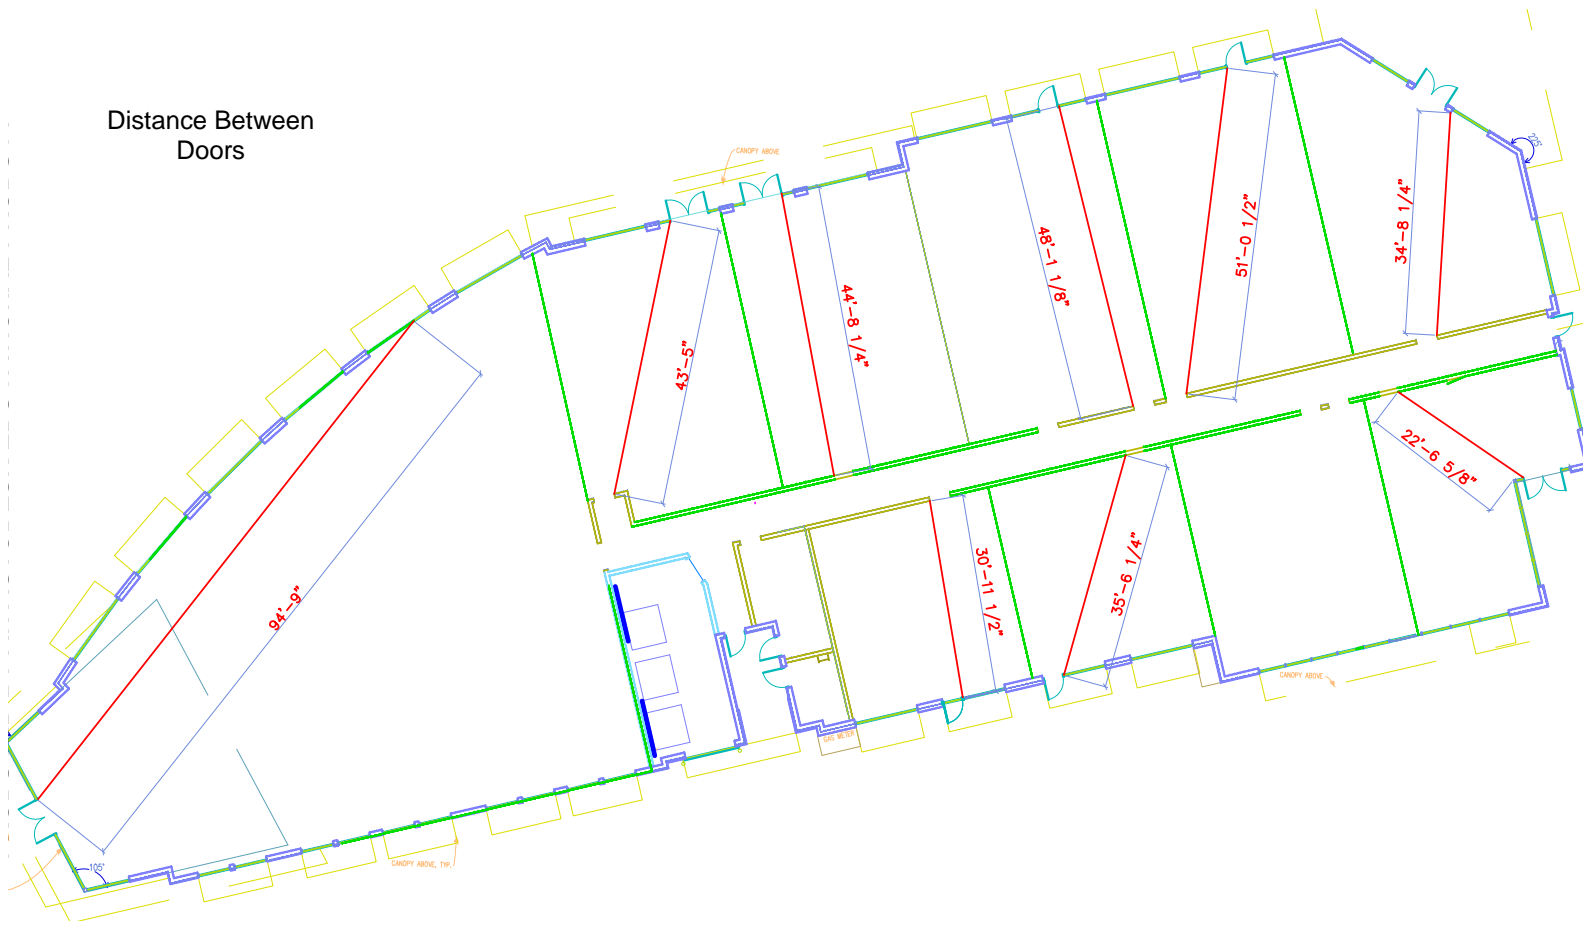 Distance Between
Doors
CANOPY ABOVE
225°
34'-8 1/4"
51'-0 1/2"
48'-1 1/8"
44'-8 1/4"
43'-5"
22'-6 5/8"
94'-9"
30'-11 1/2"
35'-6 1/4"
CANOPY ABOVE
GAS METER
CANOPY ABOVE, TYP.
105°